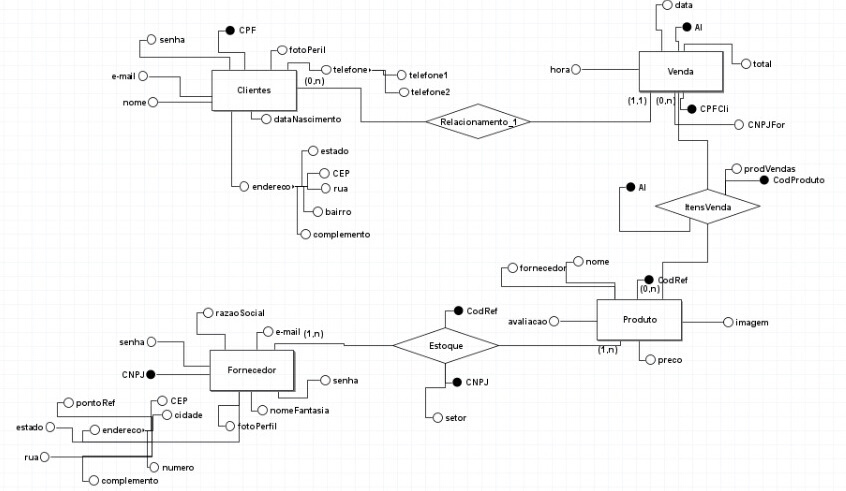 data
CPF
AI
senha
fotoPeril
total
hora
Venda
telefone
telefone1
e-mail
Clientes
(0,n)
telefone2
nome
(1,1)
(0,n)
CPFCli
dataNascimento
Relacionamento_1
CNPJFor
estado
prodVendas
CEP
CodProduto
endereco
rua
AI
ItensVenda
bairro
complemento
nome
fornecedor
CodRef
(0,n)
razaoSocial
CodRef
avaliacao
Produto
imagem
e-mail
(1,n)
senha
Estoque
(1,n)
preco
CNPJ
Fornecedor
senha
CNPJ
pontoRef
CEP
nomeFantasia
cidade
setor
estado
endereco
fotoPerfil
rua
numero
complemento